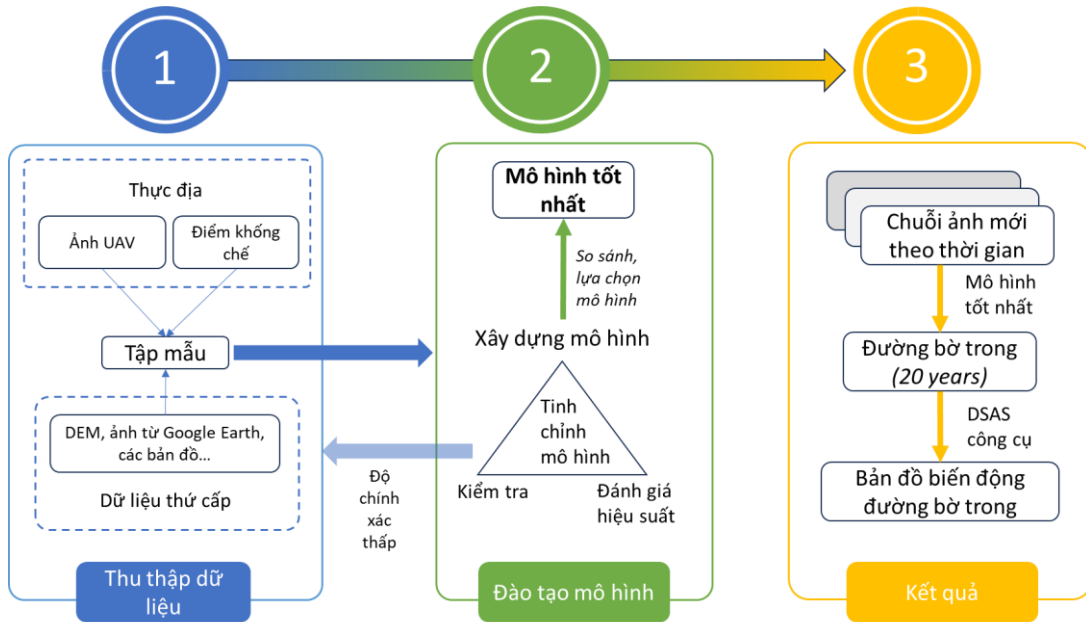 1
2
3
Thực địa
Ảnh UAV
Điểm khống
chế
Tập mẫu
DEM, ảnh từ Google Earth,
các bản đồ...
Dữ liệu thứ cấp
Thu thập dữ
liệu
Độ
chính
xác
thấp
Mô hình tốt
nhất
So sánh,
lựa chọn
mô hình
Xây dựng mô hình
Tinh
chỉnh
mô hình
Kiểm tra
Đánh giá
hiệu suất
Đào tạo mô hình
Chuỗi ảnh mới
theo thời gian
Mô hình
tốt nhất
Đường bờ trong
(20 years)
DSAS
công cụ
Bản đồ biến động
đường bờ trong
Kết quả